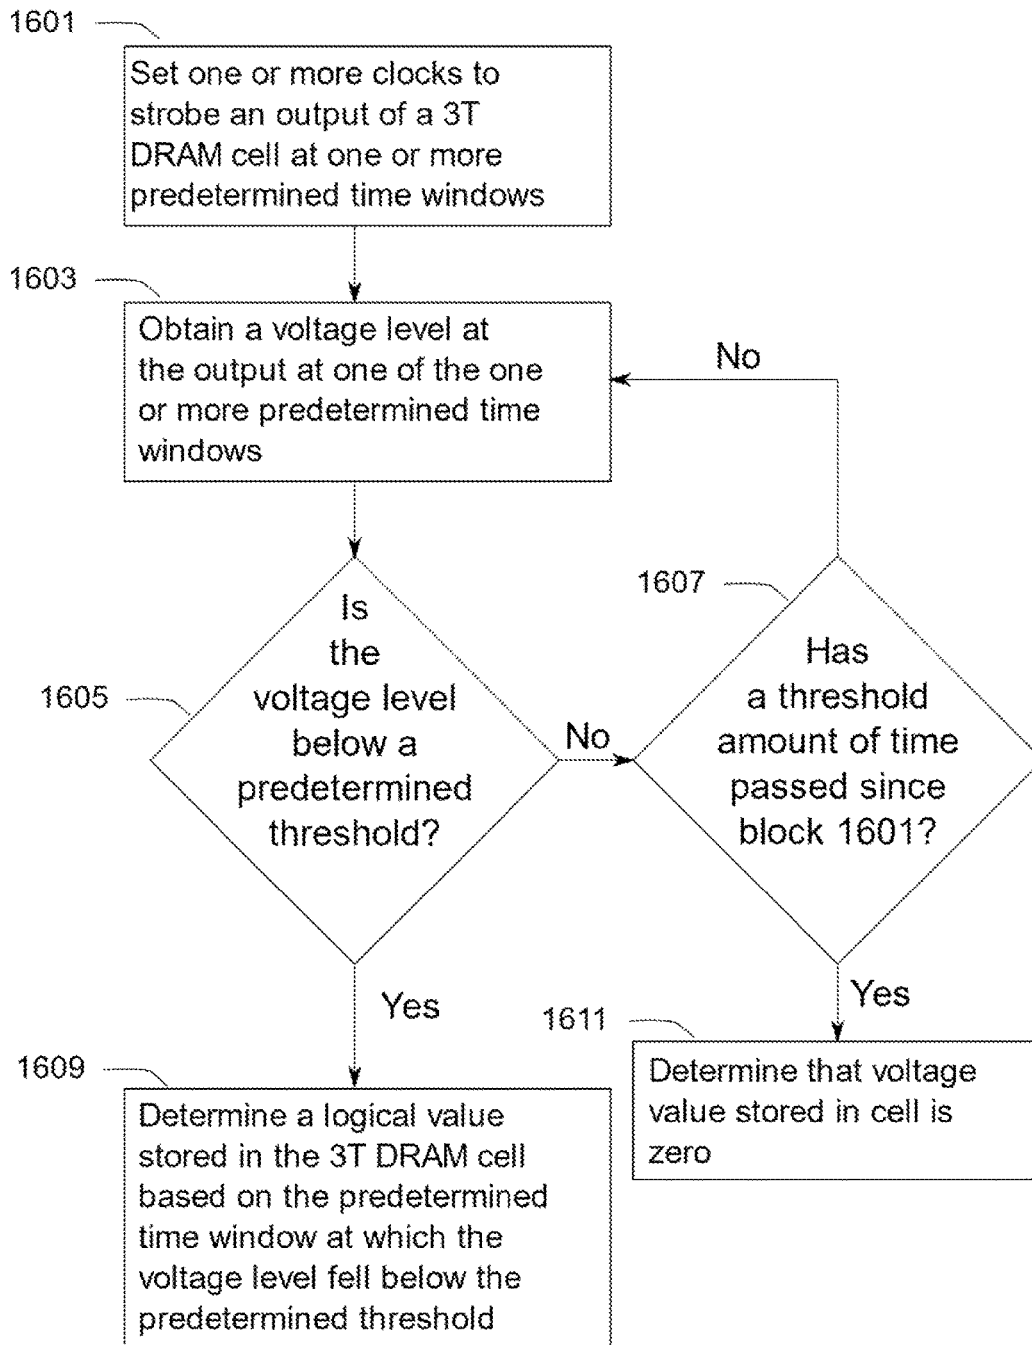 1601
Set one or more clocks to
strobe an output of a 3T
DRAM cell at one or more
predetermined time windows
1603
Obtain a voltage level at
the output at one of the one
or more predetermined time
windows
No
1605
Is
the
voltage level
below a
predetermined
threshold?
No
1607
Has
a threshold
amount of time
passed since
block 1601?
Yes
Yes
1609
Determine a logical value
stored in the 3T DRAM cell
based on the predetermined
time window at which the
voltage level fell below the
predetermined threshold
1611
Determine that voltage
value stored in cell is
zero